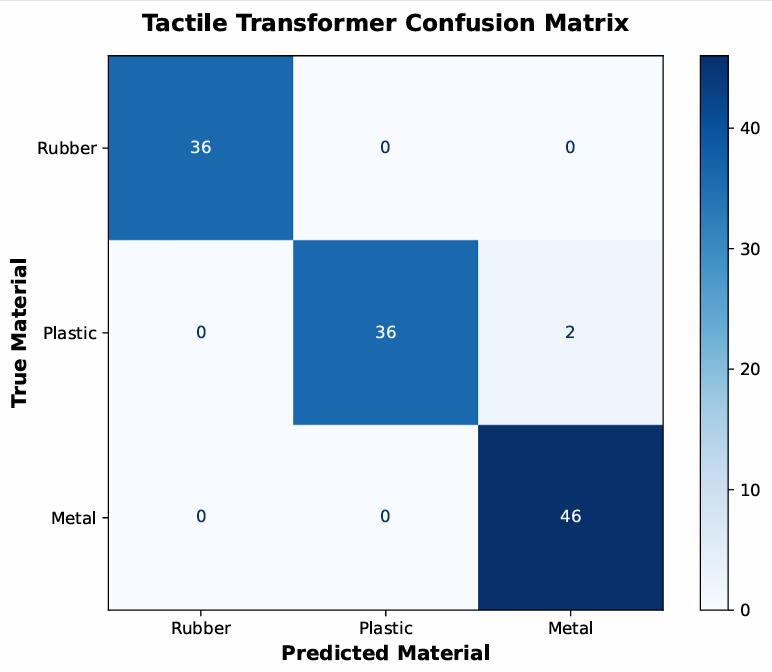 Tactile Transformer Confusion Matrix
Rubber 36 0 0
Plastic 0 36 2
Metal 0 0 46
Rubber Plastic Metal
Predicted Material
True Material
40
30
20
10
0